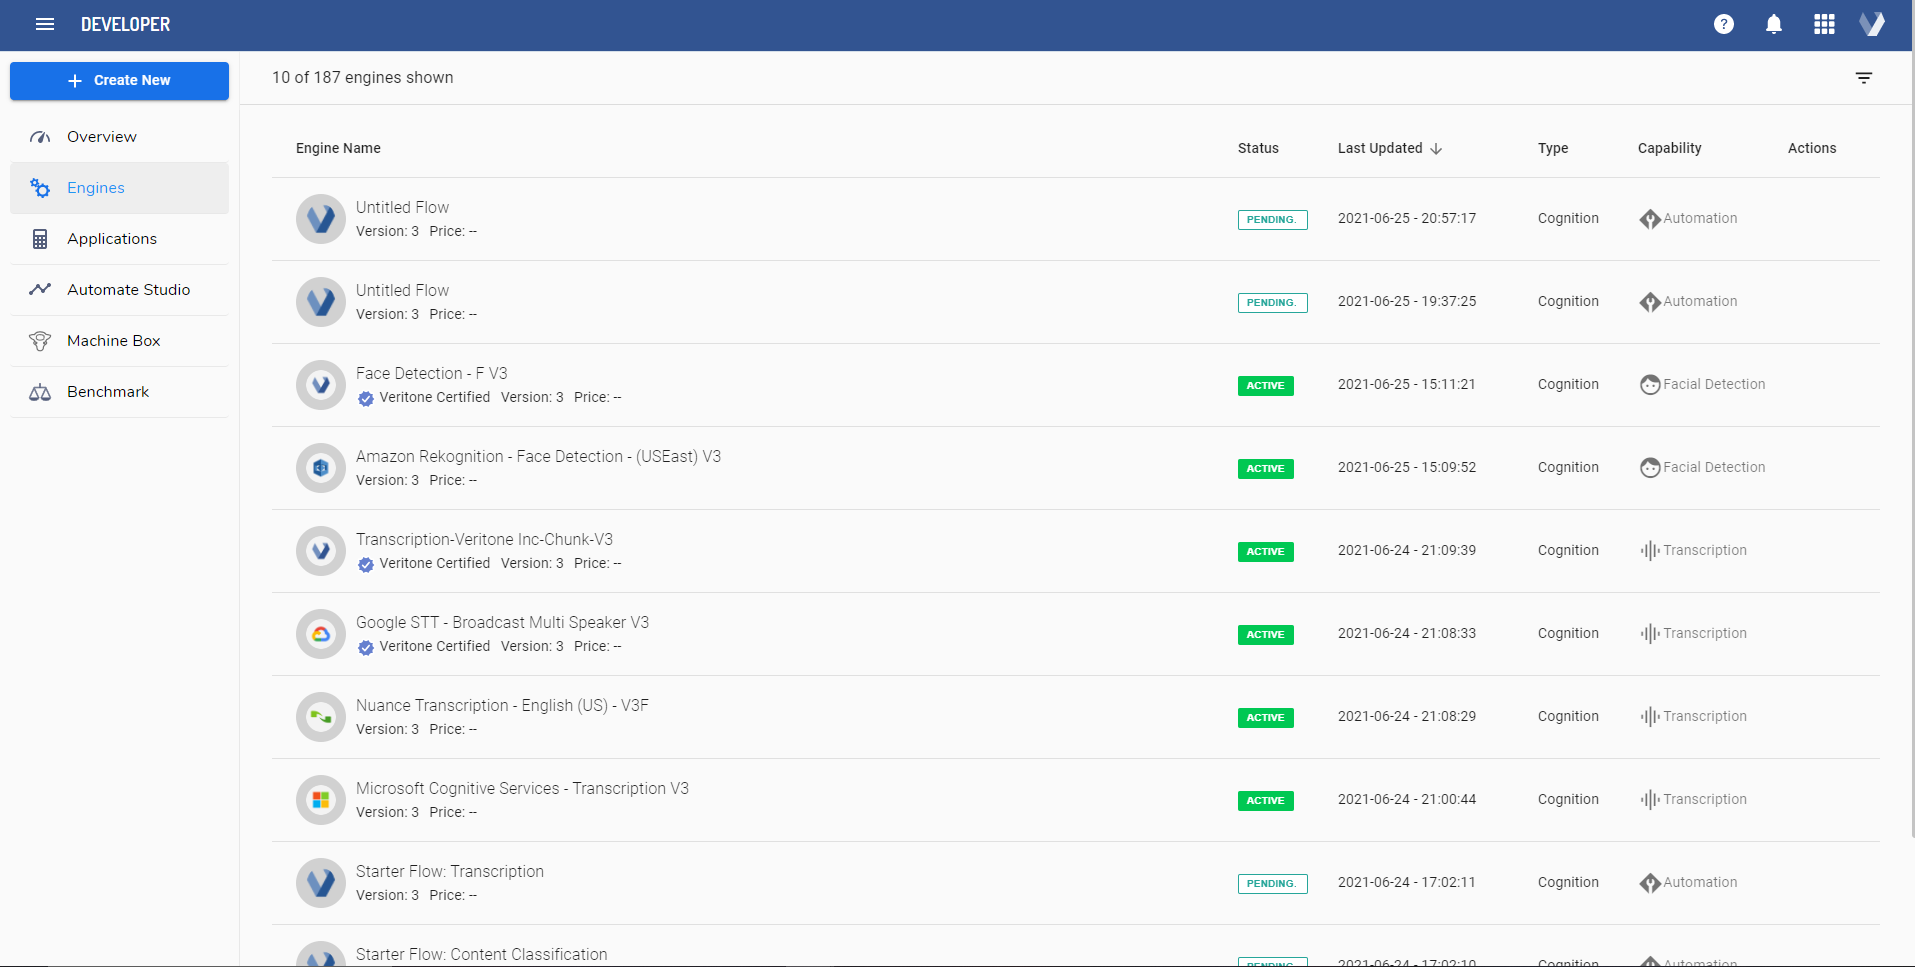 DEVELOPER
Create New
10 of 187 engines shown
Overview
Engines
Applications
Automate Studio
Machine Box
Benchmark
Engine Name Status Last Updated Type Capability Actions
Untitled Flow
Version: 3 Price: --
PENDING. 2021-06-25 - 20:57:17 Cognition Automation
Untitled Flow
Version: 3 Price: --
PENDING. 2021-06-25 - 19:37:25 Cognition Automation
Face Detection - F V3
Veritone Certified Version: 3 Price: --
ACTIVE 2021-06-25 - 15:11:21 Cognition Facial Detection
Amazon Rekognition - Face Detection - (USEast) V3
Version: 3 Price: --
ACTIVE 2021-06-25 - 15:09:52 Cognition Facial Detection
Transcription-Veritone Inc-Chunk-V3
Veritone Certified Version: 3 Price: --
ACTIVE 2021-06-24 - 21:09:39 Cognition Transcription
Google STT - Broadcast Multi Speaker V3
Veritone Certified Version: 3 Price: --
ACTIVE 2021-06-24 - 21:08:33 Cognition Transcription
Nuance Transcription - English (US) - V3F
Version: 3 Price: --
ACTIVE 2021-06-24 - 21:08:29 Cognition Transcription
Microsoft Cognitive Services - Transcription V3
Version: 3 Price: --
ACTIVE 2021-06-24 - 21:00:44 Cognition Transcription
Starter Flow: Transcription
Version: 3 Price: --
PENDING. 2021-06-24 - 17:02:11 Cognition Automation
Starter Flow: Content Classification
PENDING. 2021-06-24 - 17:02:10 Cognition Automation